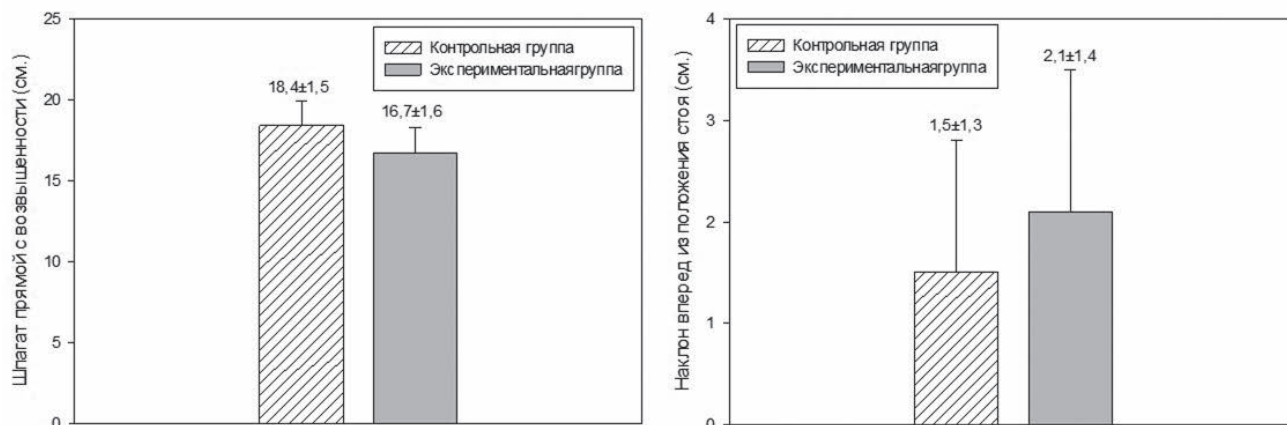 Шпагат прямой с возвышенности (см.)
25
20
15
10
5
0
Контрольная группа
Экспериментальнаягруппа
18,4±1,5
16,7±1,6
Наклон вперед из положения стоя (см.)
4
3
2
1
0
Контрольная группа
Экспериментальнаягруппа
1,5±1,3
2,1±1,4